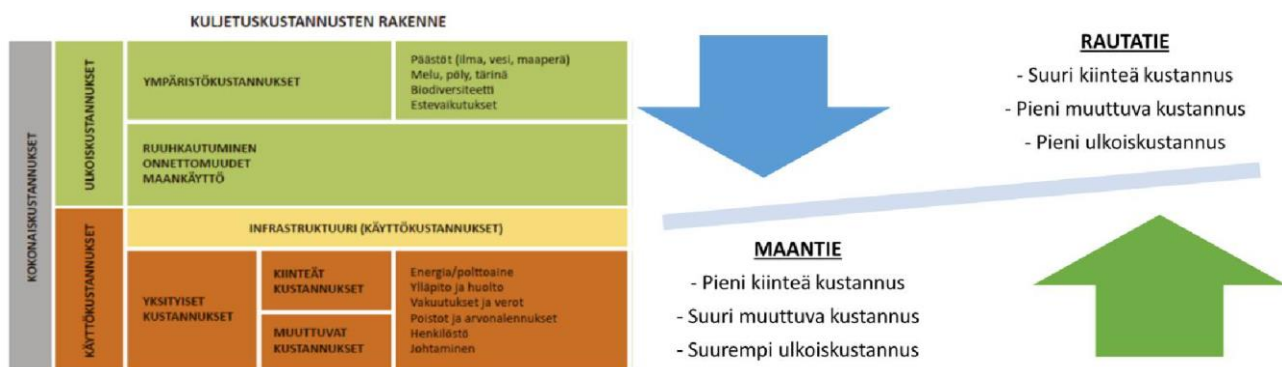 KULJETUSKUSTANNUSTEN RAKENNE
KOKONAISKUSTANNUKSET
ULKOISKUSTANNUKSET
YMPÄRISTÖKUSTANNUKSET
Päästöt (ilma, vesi, maaperä)
Melu, pöly, tärinä
Biodiversiteetti
Estevaikutukset
RUUHKAUTUMINEN
ONNETTOMUUDET
MAANKÄYTTÖ
KÄYTTÖKUSTANNUKSET
INFRASTRUKTUURI (KÄYTTÖKUSTANNUKSET)
YKSITYISET
KUSTANNUKSET
KIINTEÄT
KUSTANNUKSET
MUUTTUVAT
KUSTANNUKSET
Energia/polttoaine
Ylläpito ja huolto
Vakuutukset ja verot
Poistot ja arvonalennukset
Henkilöstö
Johtaminen
RAUTATIE
- Suuri kiinteä kustannus
- Pieni muuttuva kustannus
- Pieni ulkoiskustannus
MAANTIE
- Pieni kiinteä kustannus
- Suuri muuttuva kustannus
- Suurempi ulkoiskustannus